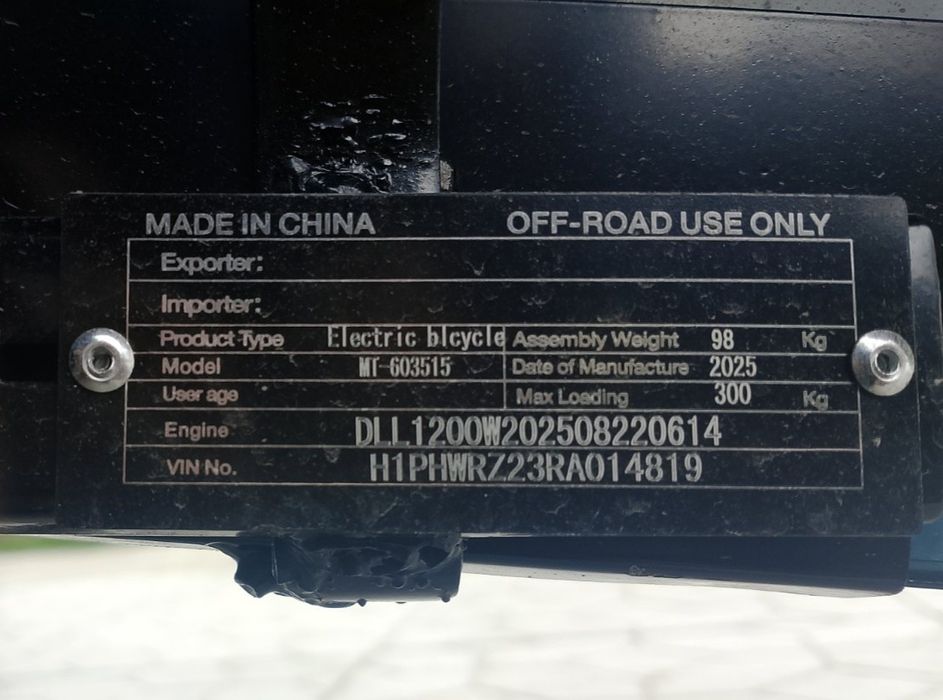 MADE IN CHINA OFF-ROAD USE ONLY
Exporter:
Importer:
Product Type Electric blcycle Assembly Weight 98 Kg
Model MT-603515 Date of Manufacture 2025
User age Max Loading 300 Kg
Engine DLL1200W202508220614
VIN No. H1PHWRZ23RA014819